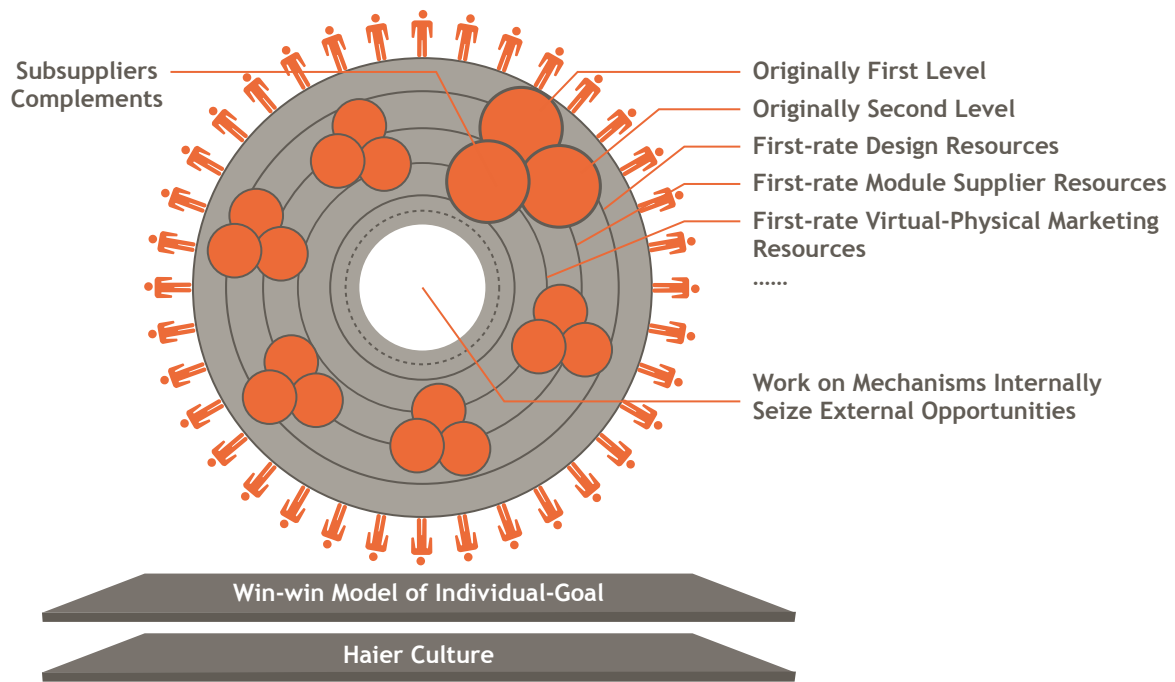 Subsuppliers
Complements
Originally First Level
Originally Second Level
First-rate Design Resources
First-rate Module Supplier Resources
First-rate Virtual-Physical Marketing
Resources
......
Work on Mechanisms Internally
Seize External Opportunities
Win-win Model of Individual-Goal
Haier Culture